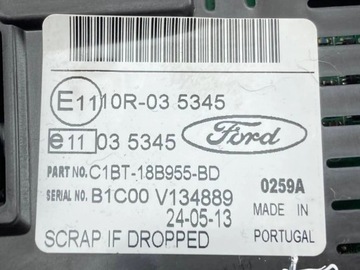 E11 10R-03 5345
e11 03 5345 Ford
PART NO. C1BT-18B955-BD
SERIAL NO. B1C00 V134889 0259A
24-05-13 MADE IN
SCRAP IF DROPPED PORTUGAL